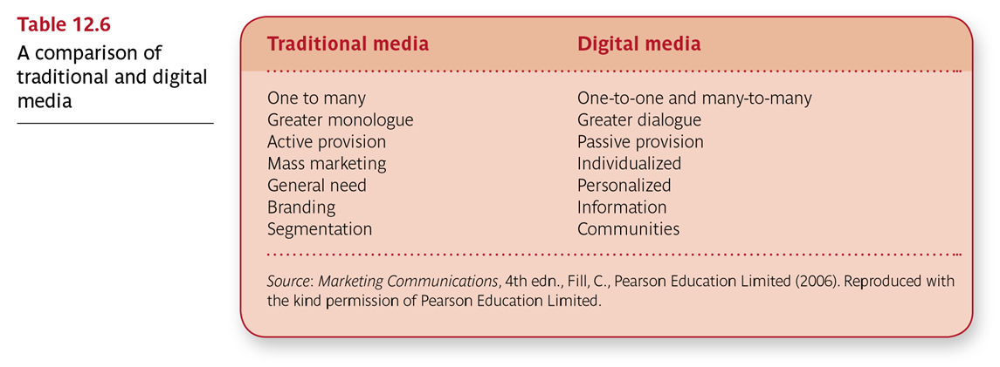 Table 12.6
A comparison of
traditional and digital
media
Traditional media Digital media
One to many One-to-one and many-to-many
Greater monologue Greater dialogue
Active provision Passive provision
Mass marketing Individualized
General need Personalized
Branding Information
Segmentation Communities
Source: Marketing Communications, 4th edn., Fill, C., Pearson Education Limited (2006). Reproduced with
the kind permission of Pearson Education Limited.